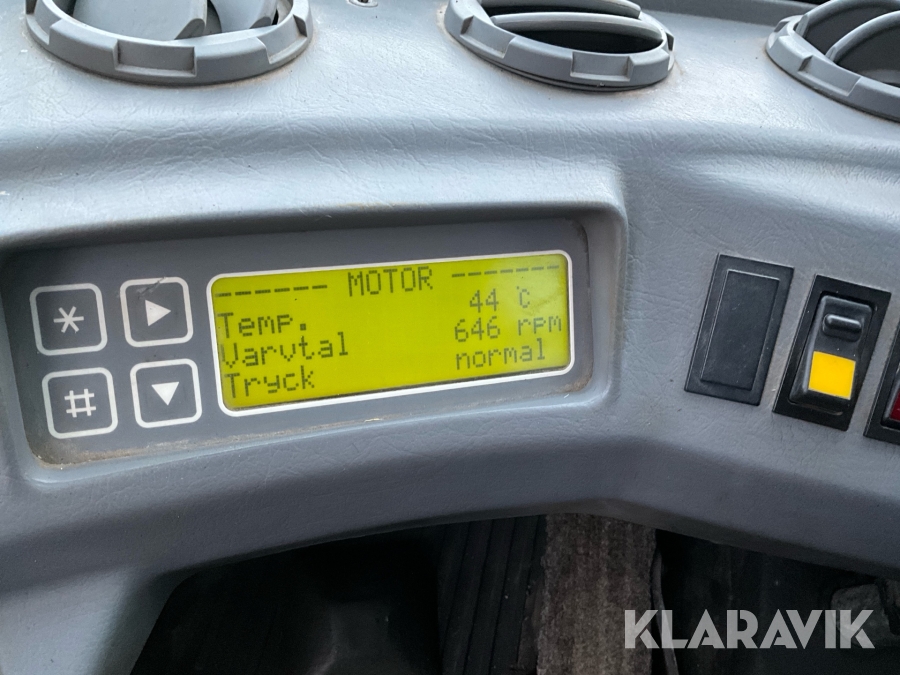 ------ MOTOR -------
Temp. 44 °C
Varvtal 646 rpm
Tryck normal
* 
#
KLARAVIK